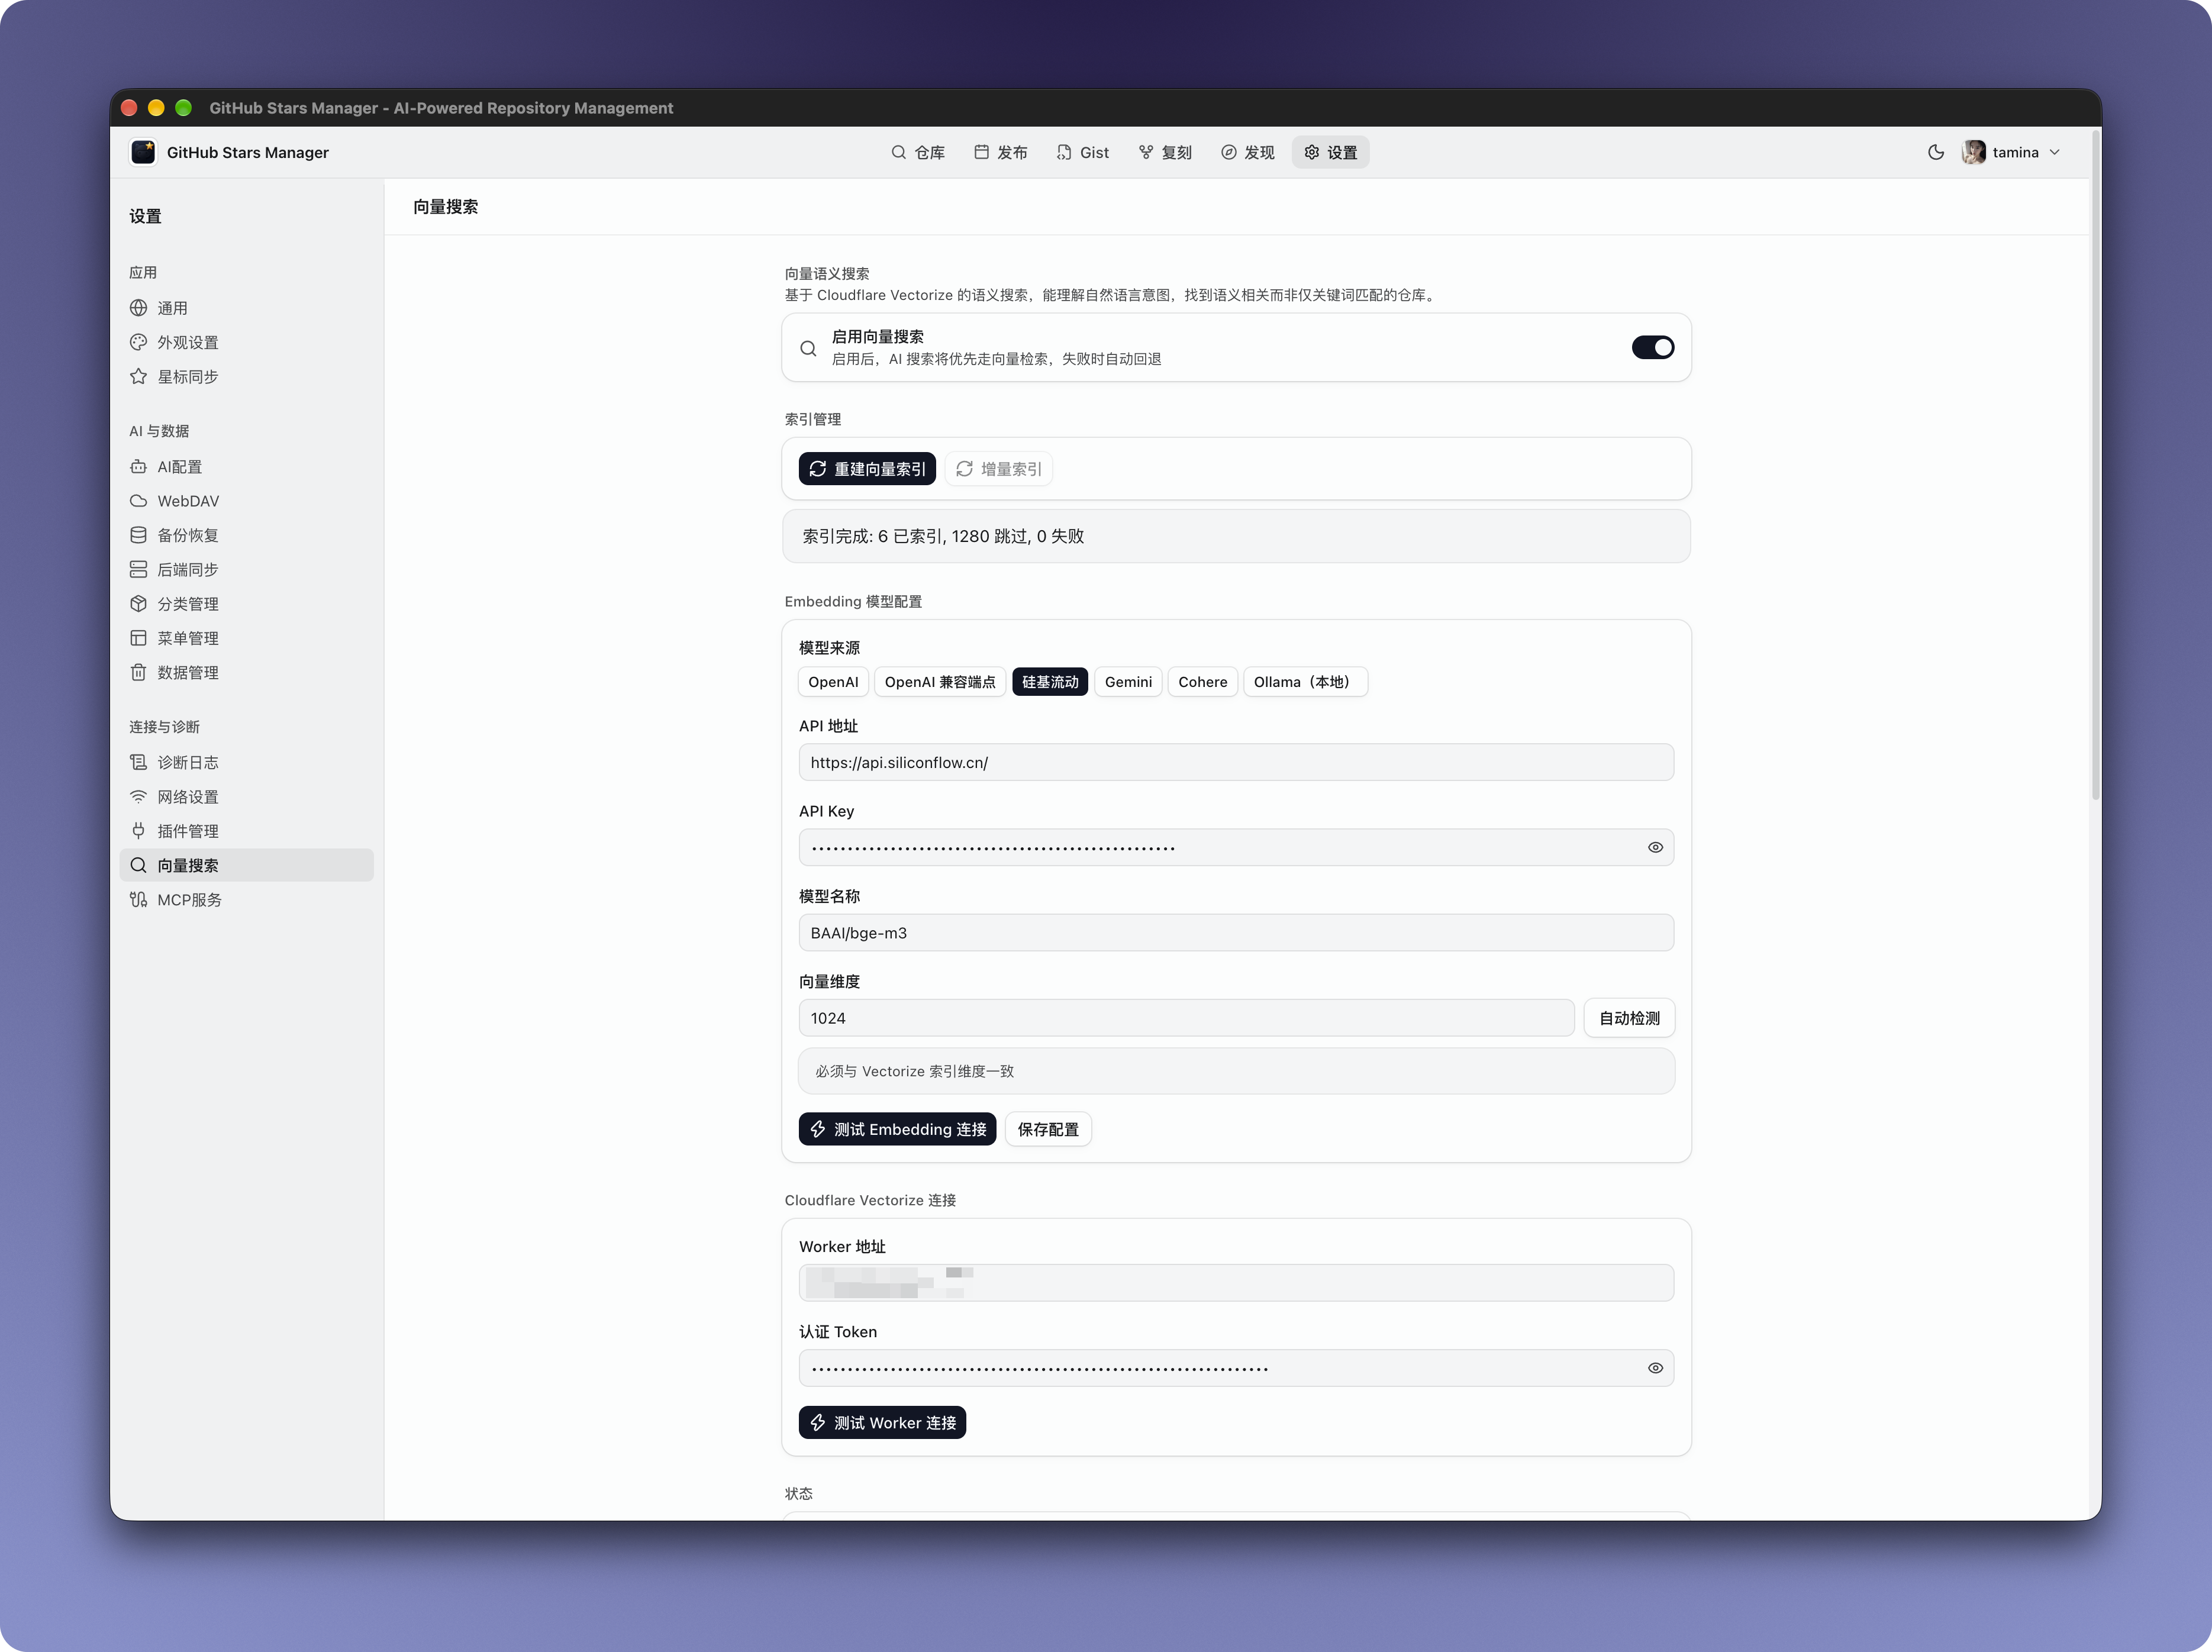 GitHub Stars Manager - AI-Powered Repository Management
GitHub Stars Manager
仓库
发布
Gist
复刻
发现
设置
tamina
设置
应用
通用
外观设置
星标同步
AI 与数据
AI配置
WebDAV
备份恢复
后端同步
分类管理
菜单管理
数据管理
连接与诊断
诊断日志
网络设置
插件管理
向量搜索
MCP服务
向量搜索
向量语义搜索
基于 Cloudflare Vectorize 的语义搜索，能理解自然语言意图，找到语义相关而非仅关键词匹配的仓库。
启用向量搜索
启用后，AI 搜索将优先走向量检索，失败时自动回退
索引管理
重建向量索引
增量索引
索引完成: 6 已索引, 1280 跳过, 0 失败
Embedding 模型配置
模型来源
OpenAI
OpenAI 兼容端点
硅基流动
Gemini
Cohere
Ollama（本地）
API 地址
https://api.siliconflow.cn/
API Key
模型名称
BAAI/bge-m3
向量维度
1024
自动检测
必须与 Vectorize 索引维度一致
测试 Embedding 连接
保存配置
Cloudflare Vectorize 连接
Worker 地址
认证 Token
测试 Worker 连接
状态